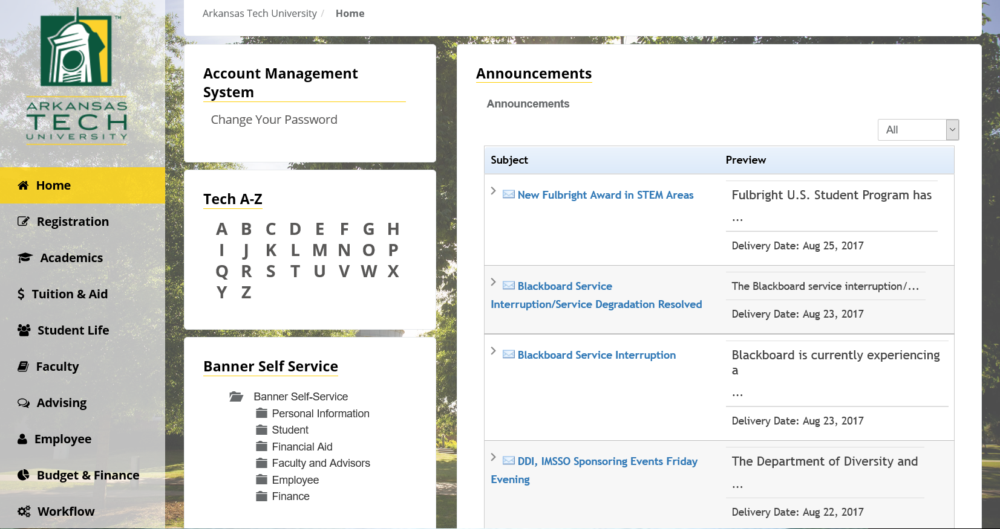 ARKANSAS
TECH
UNIVERSITY
TM
Home
Registration
Academics
Tuition & Aid
Student Life
Faculty
Advising
Employee
Budget & Finance
Workflow
Arkansas Tech University / Home
Account Management
System
Change Your Password
Tech A-Z
A B C D E F G H
I J K L M N O P
Q R S T U V W X
Y Z
Banner Self Service
Banner Self-Service
Personal Information
Student
Financial Aid
Faculty and Advisors
Employee
Finance
Announcements
Announcements
All
Subject Preview
New Fulbright Award in STEM Areas
Fulbright U.S. Student Program has
...
Delivery Date: Aug 25, 2017
Blackboard Service
Interruption/Service Degradation Resolved
The Blackboard service interruption/...
Delivery Date: Aug 23, 2017
Blackboard Service Interruption
Blackboard is currently experiencing
a
...
Delivery Date: Aug 23, 2017
DDI, IMSSO Sponsoring Events Friday
Evening
The Department of Diversity and
...
Delivery Date: Aug 22, 2017